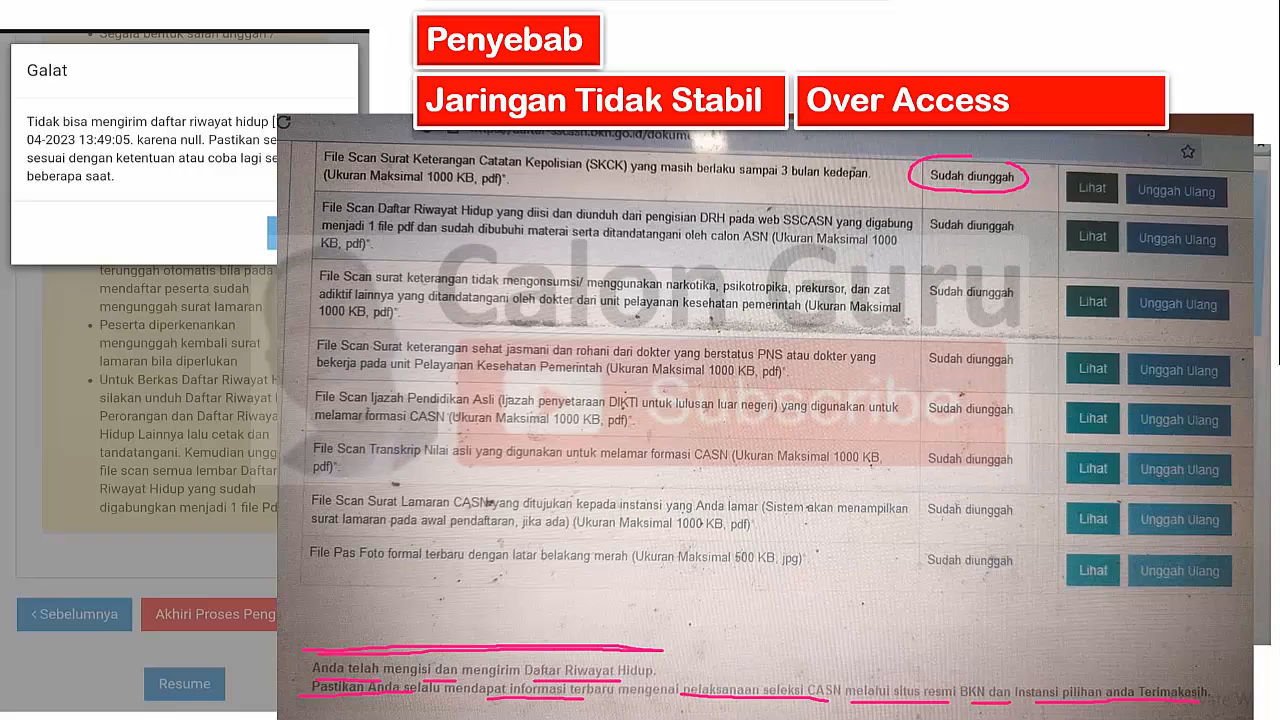 Penyebab
Jaringan Tidak Stabil
Over Access
Segala bentuk salah unggah /
Galat
Tidak bisa mengirim daftar riwayat hidup [
04-2023 13:49:05. karena null. Pastikan se
sesuai dengan ketentuan atau coba lagi se
beberapa saat.
terunggah otomatis bila pada
mendaftar peserta sudah
mengunggah surat lamaran
Peserta diperkenankan
mengunggah kembali surat
lamaran bila diperlukan
Untuk Berkas Daftar Riwayat H
silakan unduh Daftar Riwayat
Perorangan dan Daftar Riwaya
Hidup Lainnya lalu cetak dan
tandatangani. Kemudian ungg
file scan semua lembar Daftar
Riwayat Hidup yang sudah
digabungkan menjadi 1 file Pd
< Sebelumnya
Akhiri Proses Peng
Resume
File Scan Surat Keterangan Catatan Kepolisian (SKCK) yang masih berlaku sampai 3 bulan kedepan.
(Ukuran Maksimal 1000 KB, pdf)*.
Sudah diunggah
Lihat
Unggah Ulang
File Scan Daftar Riwayat Hidup yang diisi dan diunduh dari pengisian DRH pada web SSCASN yang digabung
menjadi 1 file pdf dan sudah dibubuhi materai serta ditandatangani oleh calon ASN (Ukuran Maksimal 1000
KB, pdf)*.
Sudah diunggah
Lihat
Unggah Ulang
File Scan surat keterangan tidak mengonsumsi/ menggunakan narkotika, psikotropika, prekursor, dan zat
adiktif lainnya yang ditandatangani oleh dokter dari unit pelayanan kesehatan pemerintah (Ukuran Maksimal
1000 KB, pdf)*.
Sudah diunggah
Lihat
Unggah Ulang
File Scan Surat keterangan sehat jasmani dan rohani dari dokter yang berstatus PNS atau dokter yang
bekerja pada unit Pelayanan Kesehatan Pemerintah (Ukuran Maksimal 1000 KB, pdf)*.
Sudah diunggah
Lihat
Unggah Ulang
File Scan Ijazah Pendidikan Asli (Ijazah penyetaraan DIKTI untuk lulusan luar negeri) yang digunakan untuk
melamar formasi CASN (Ukuran Maksimal 1000 KB, pdf)*.
Sudah diunggah
Lihat
Unggah Ulang
File Scan Transkrip Nilai asli yang digunakan untuk melamar formasi CASN (Ukuran Maksimal 1000 KB,
pdf)*.
Sudah diunggah
Lihat
Unggah Ulang
File Scan Surat Lamaran CASN yang ditujukan kepada instansi yang Anda lamar (Sistem akan menampilkan
surat lamaran pada awal pendaftaran, jika ada) (Ukuran Maksimal 1000 KB, pdf)*
Sudah diunggah
Lihat
Unggah Ulang
File Pas Foto formal terbaru dengan latar belakang merah (Ukuran Maksimal 500 KB, jpg)*
Sudah diunggah
Lihat
Unggah Ulang
Calon Guru
Subscribe
Anda telah mengisi dan mengirim Daftar Riwayat Hidup.
Pastikan Anda selalu mendapat informasi terbaru mengenai pelaksanaan seleksi CASN melalui situs resmi BKN dan Instansi pilihan anda Terimakasih.